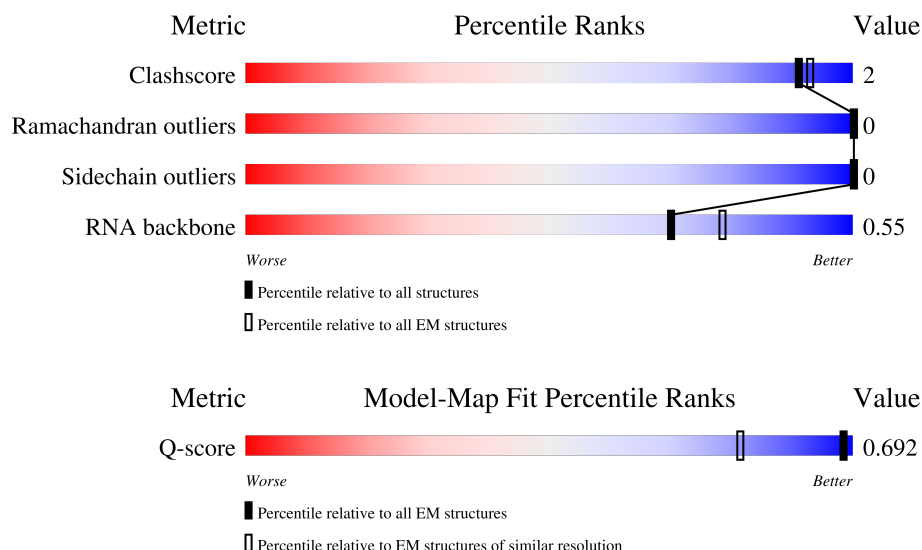 Metric Percentile Ranks Value
Clashscore 2
Ramachandran outliers 0
Sidechain outliers 0
RNA backbone 0.55
Worse Better
Percentile relative to all structures
Percentile relative to all EM structures
Metric Model-Map Fit Percentile Ranks Value
Q-score 0.692
Worse Better
Percentile relative to all EM structures
Percentile relative to EM structures of similar resolution